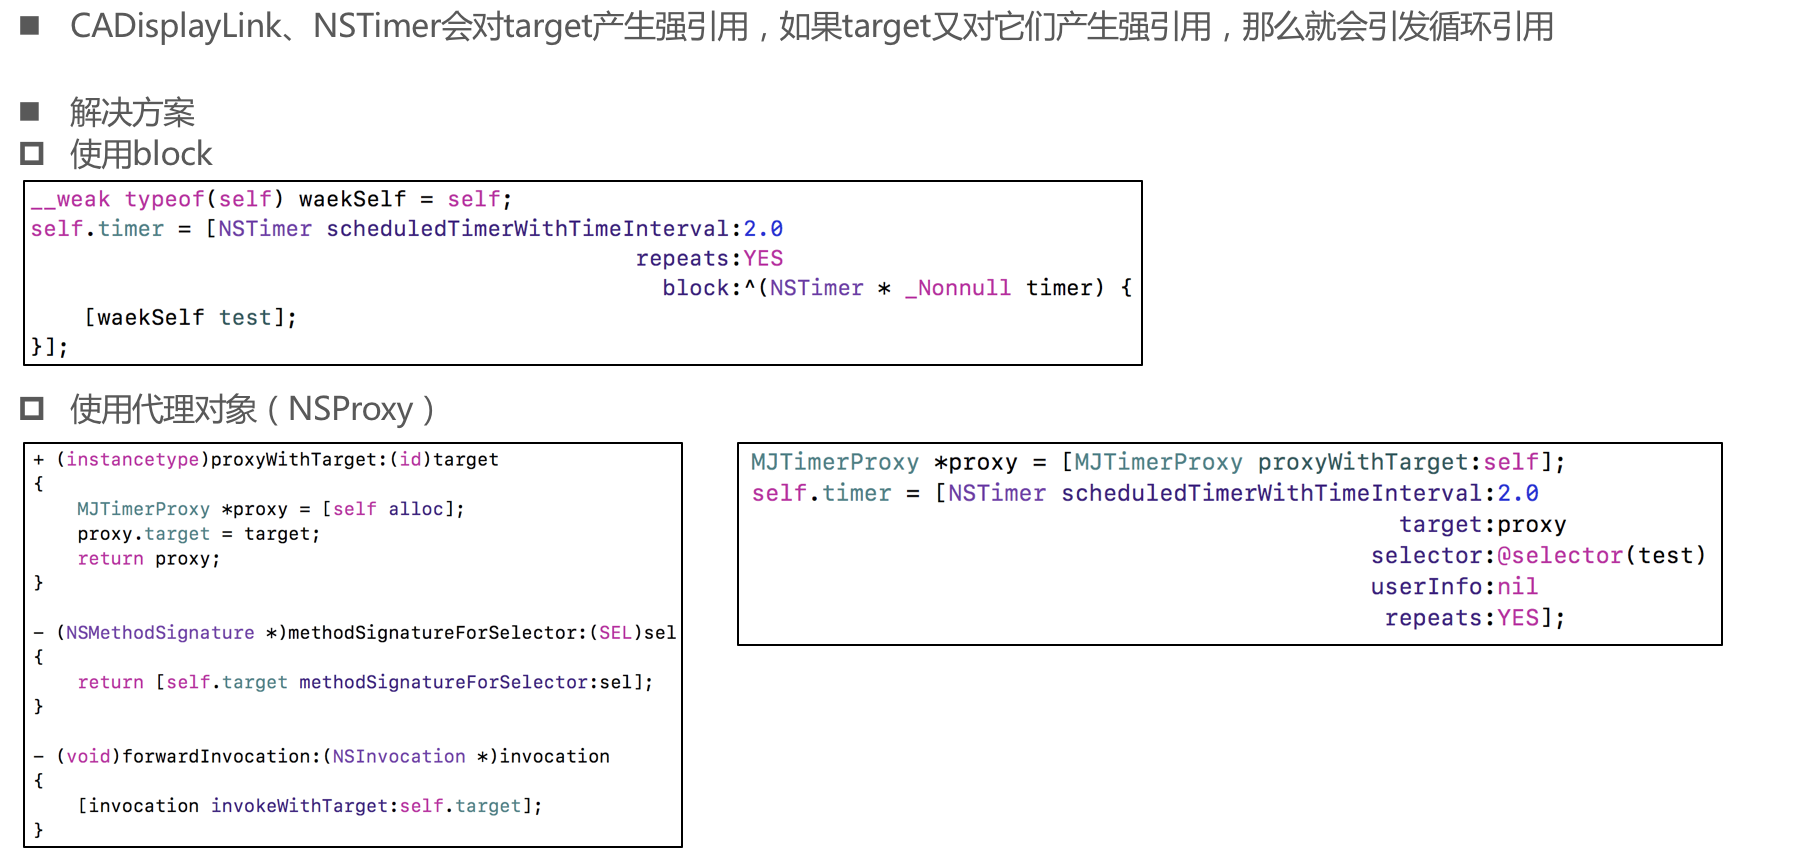 CADisplayLink、NSTimer会对target产生强引用，如果target又对它们产生强引用，那么就会引发循环引用
解决方案
使用block
__weak typeof(self) waekSelf = self;
self.timer = [NSTimer scheduledTimerWithTimeInterval:2.0
repeats:YES
block:^(NSTimer * _Nonnull timer) {
[waekSelf test];
}];
使用代理对象（NSProxy）
+ (instancetype)proxyWithTarget:(id)target
{
MJTimerProxy *proxy = [self alloc];
proxy.target = target;
return proxy;
}
- (NSMethodSignature *)methodSignatureForSelector:(SEL)sel
{
return [self.target methodSignatureForSelector:sel];
}
- (void)forwardInvocation:(NSInvocation *)invocation
{
[invocation invokeWithTarget:self.target];
}
MJTimerProxy *proxy = [MJTimerProxy proxyWithTarget:self];
self.timer = [NSTimer scheduledTimerWithTimeInterval:2.0
target:proxy
selector:@selector(test)
userInfo:nil
repeats:YES];